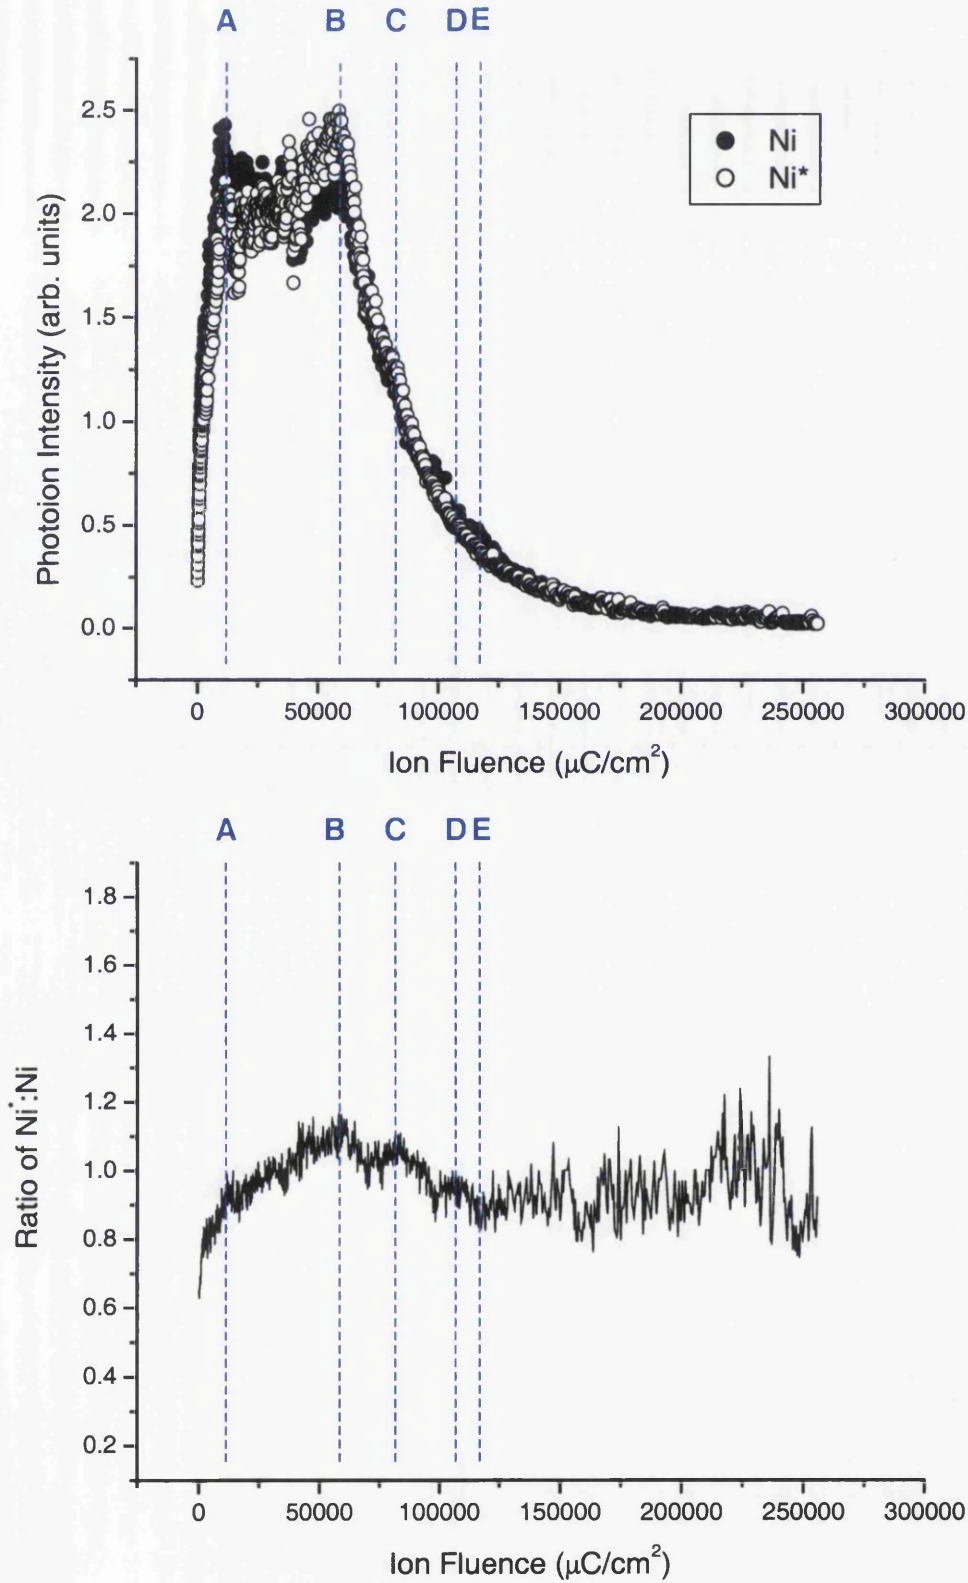 A B C D E
2.5
2.0
1.5
1.0
0.5
0.0
Photoion Intensity (arb. units)
Ni
Ni*
0 50000 100000 150000 200000 250000 300000
Ion Fluence (μC/cm²)
A B C D E
1.8
1.6
1.4
1.2
1.0
0.8
0.6
0.4
0.2
Ratio of Ni*:Ni
0 50000 100000 150000 200000 250000 300000
Ion Fluence (μC/cm²)